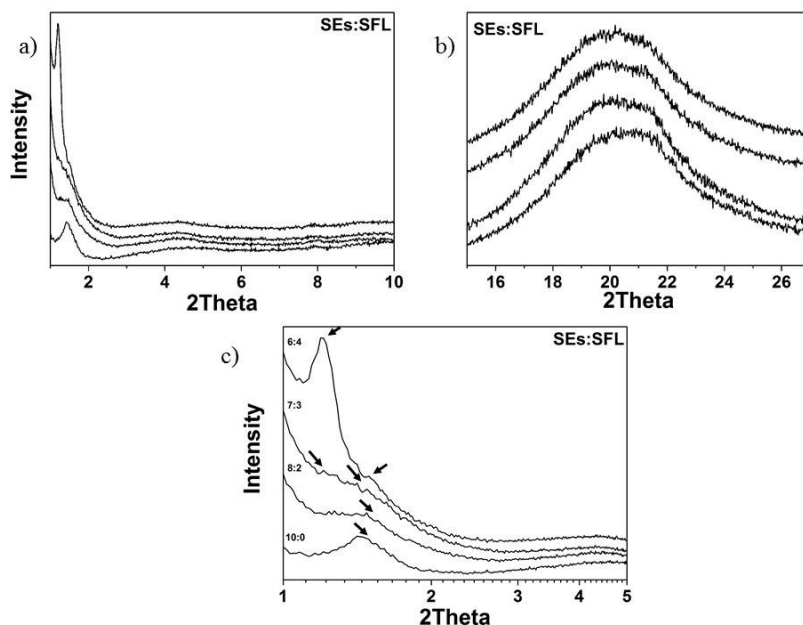 a)
SEs:SFL
Intensity
2 4 6 8 10
2Theta
b)
SEs:SFL
16 18 20 22 24 26
2Theta
c)
SEs:SFL
6:4
7:3
8:2
10:0
Intensity
1 2 3 4 5
2Theta